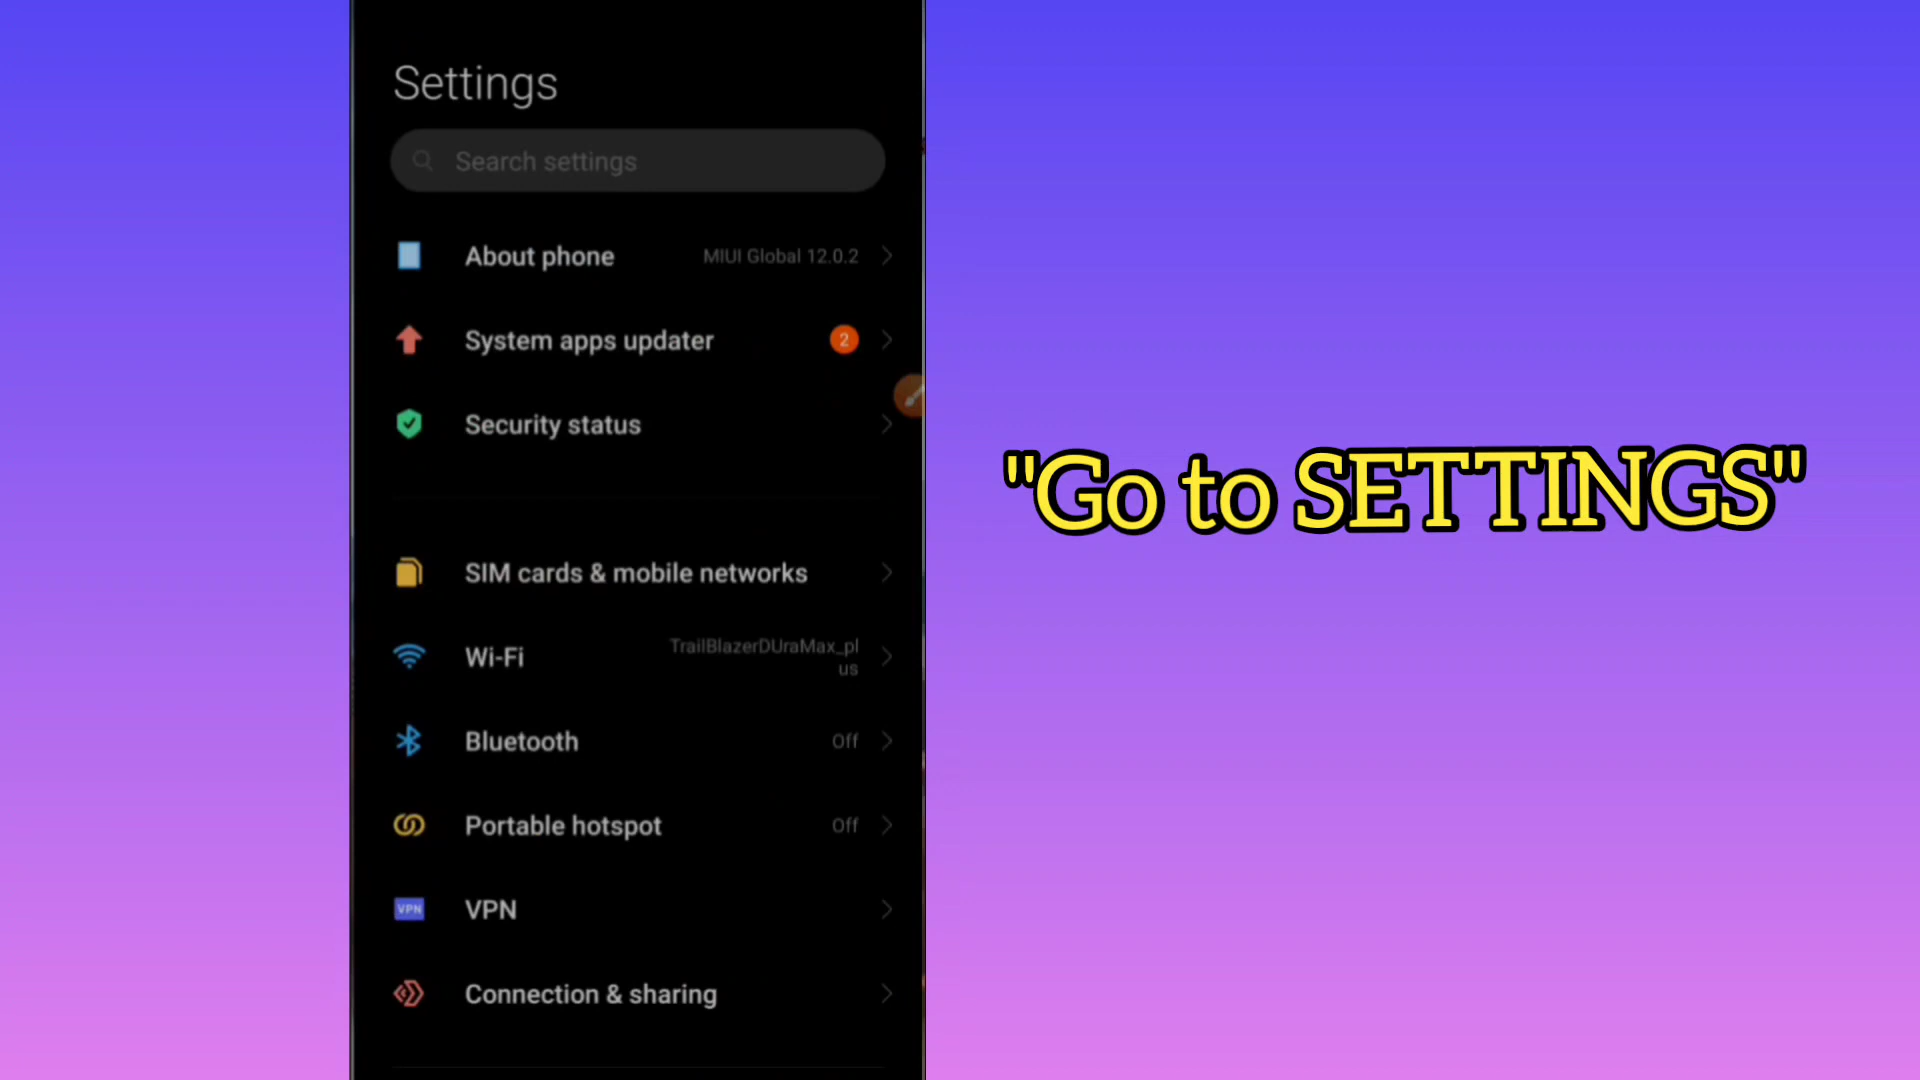 Settings
Search settings
About phone MIUI Global 12.0.2
System apps updater 2
Security status
SIM cards & mobile networks
Wi-Fi TrailBlazerDUraMax_pl
us
Bluetooth Off
Portable hotspot Off
VPN VPN
Connection & sharing
"Go to SETTINGS"